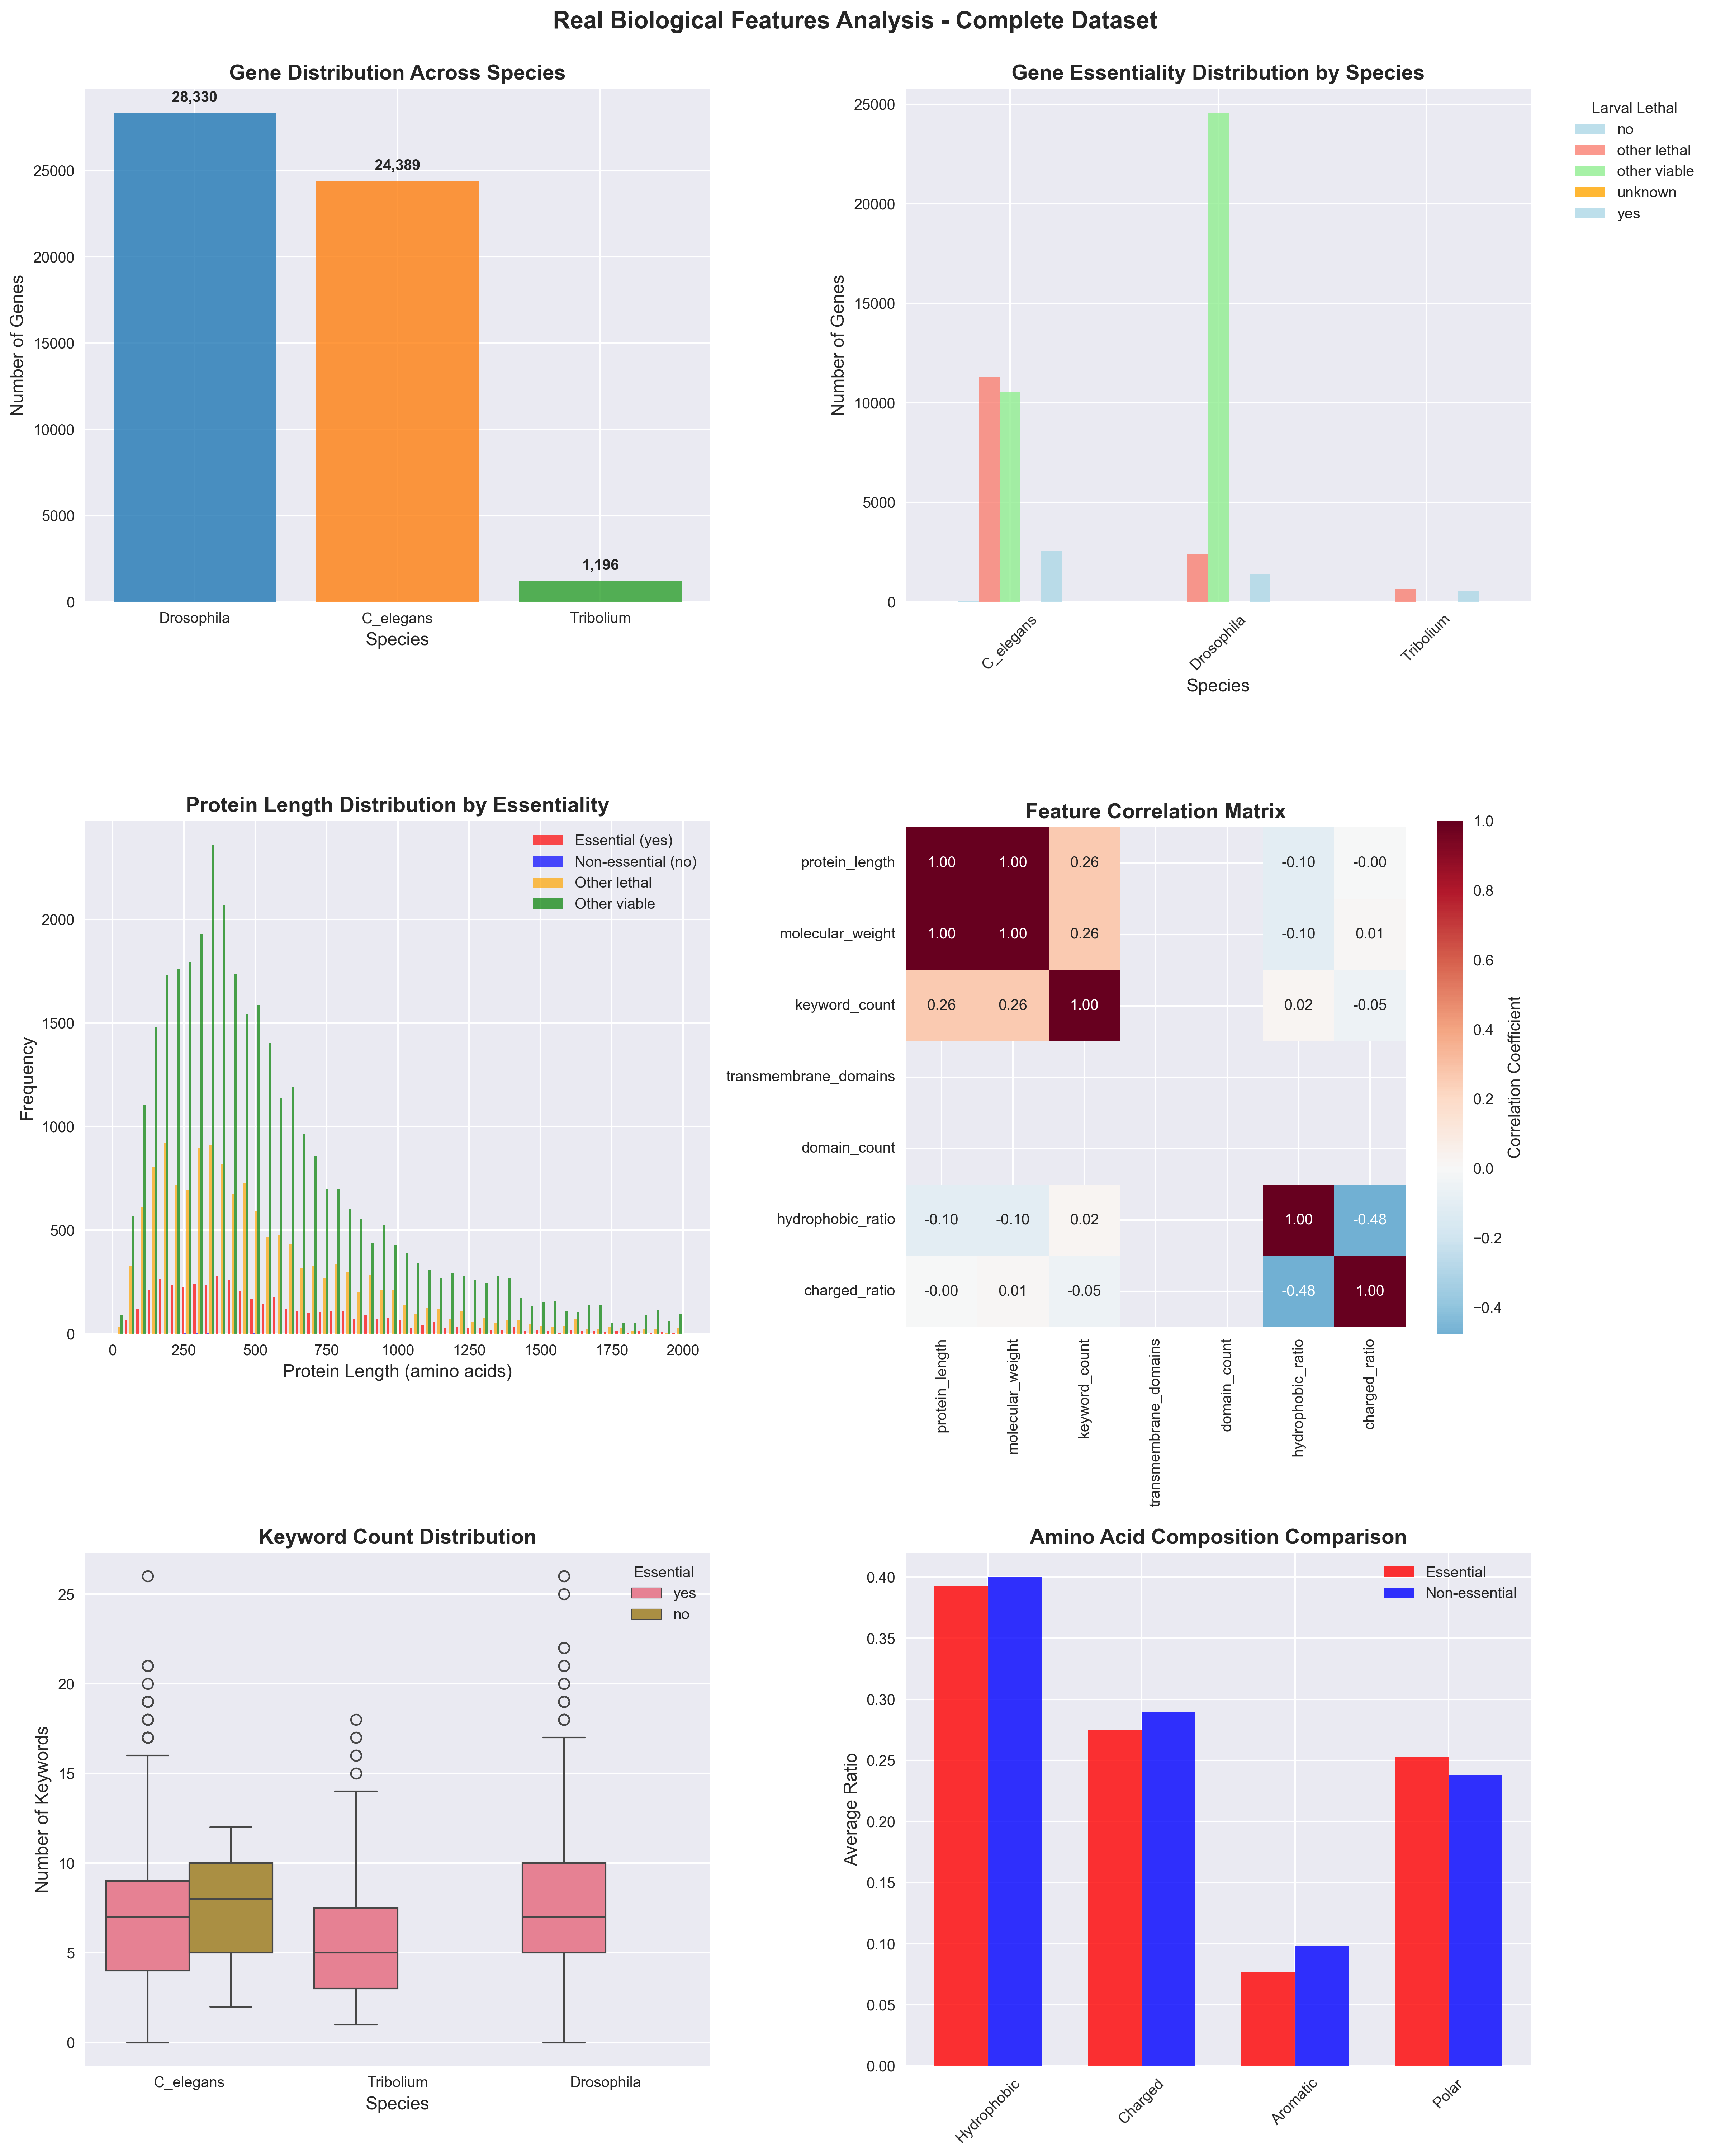 Real Biological Features Analysis - Complete Dataset
Gene Distribution Across Species
28,330
24,389
1,196
Number of Genes
25000
20000
15000
10000
5000
0
Drosophila
C_elegans
Tribolium
Species
Gene Essentiality Distribution by Species
Number of Genes
25000
20000
15000
10000
5000
0
C_elegans
Drosophila
Tribolium
Species
Larval Lethal
no
other lethal
other viable
unknown
yes
Protein Length Distribution by Essentiality
Essential (yes)
Non-essential (no)
Other lethal
Other viable
Frequency
2000
1500
1000
500
0
0 250 500 750 1000 1250 1500 1750 2000
Protein Length (amino acids)
Feature Correlation Matrix
protein_length 1.00 1.00 0.26 -0.10 -0.00
molecular_weight 1.00 1.00 0.26 -0.10 0.01
keyword_count 0.26 0.26 1.00 0.02 -0.05
transmembrane_domains
domain_count
hydrophobic_ratio -0.10 -0.10 0.02 1.00 -0.48
charged_ratio -0.00 0.01 -0.05 -0.48 1.00
protein_length
molecular_weight
keyword_count
transmembrane_domains
domain_count
hydrophobic_ratio
charged_ratio
1.0
0.8
0.6
0.4
0.2
0.0
−0.2
−0.4
Correlation Coefficient
Keyword Count Distribution
Essential
yes
no
Number of Keywords
25
20
15
10
5
0
C_elegans
Tribolium
Drosophila
Species
Amino Acid Composition Comparison
Essential
Non-essential
Average Ratio
0.40
0.35
0.30
0.25
0.20
0.15
0.10
0.05
0.00
Hydrophobic
Charged
Aromatic
Polar